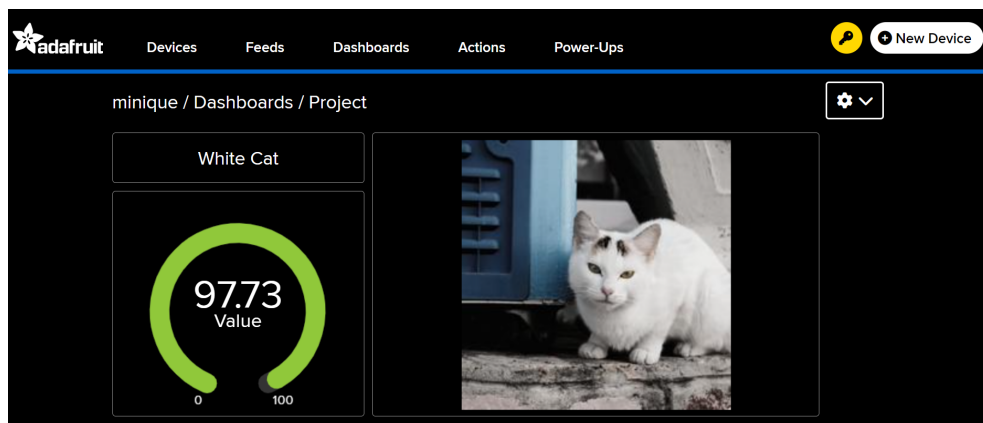 adafruit Devices Feeds Dashboards Actions Power-Ups New Device
minique / Dashboards / Project
White Cat
97.73
Value
0 100